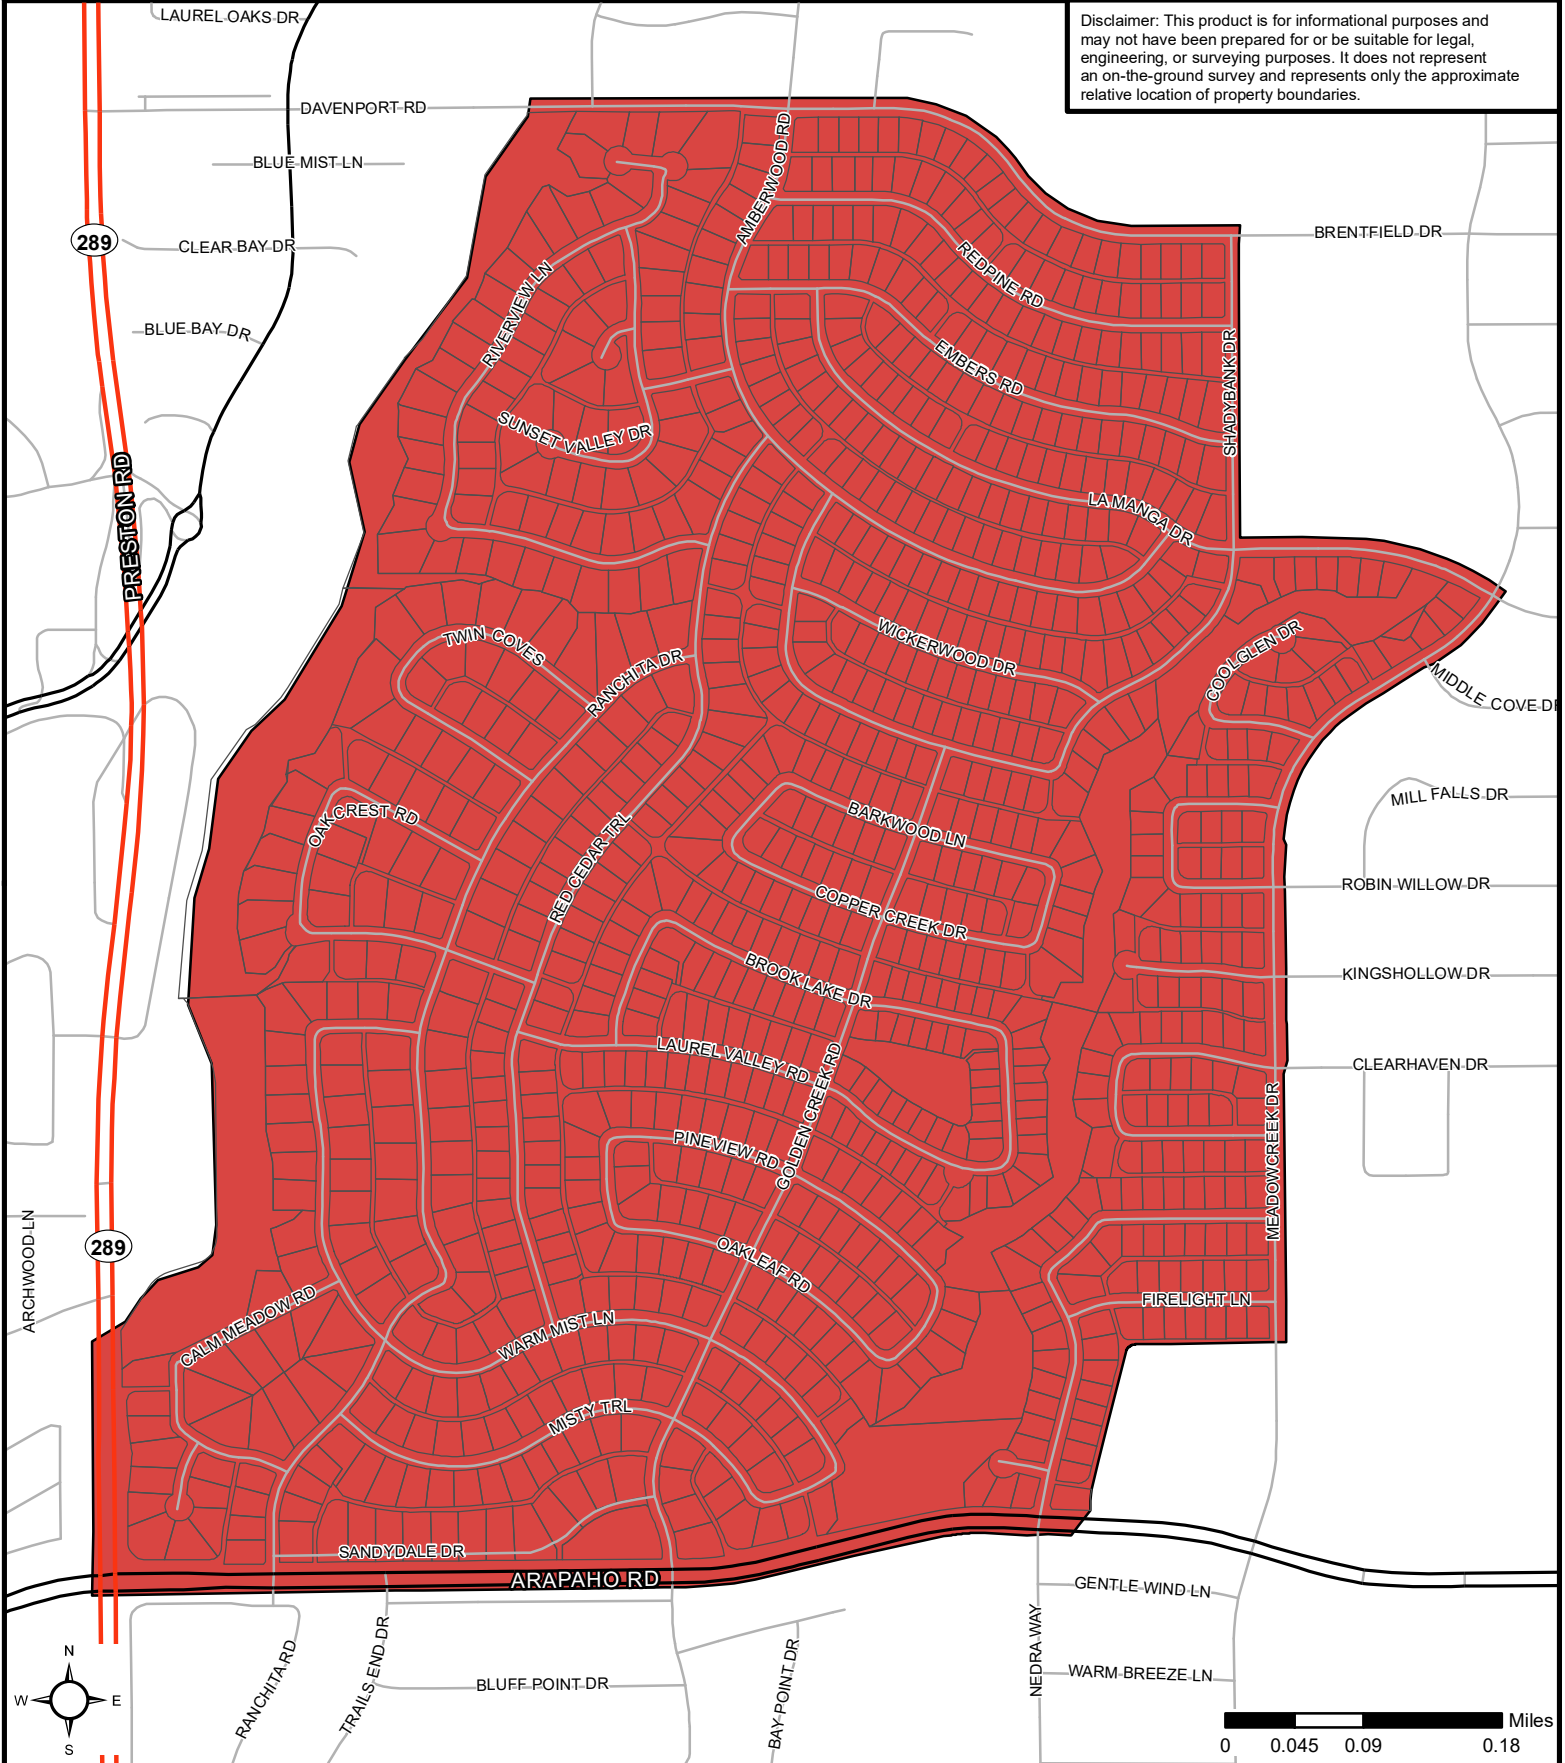 LAUREL OAKS DR
Disclaimer: This product is for informational purposes and
may not have been prepared for or be suitable for legal,
engineering, or surveying purposes. It does not represent
an on-the-ground survey and represents only the approximate
relative location of property boundaries.
DAVENPORT RD
BLUE MIST LN
AMBERWOOD RD
289
CLEAR BAY DR
BRENTFIELD DR
REDPINE RD
RIVERVIEW LN
BLUE BAY DR
EMBERS RD
SHADYBANK DR
SUNSET VALLEY DR
PRESTON RD
LA MANGA DR
TWIN COVES
WICKERWOOD DR
COOLGLEN DR
RANCHITA DR
MIDDLE COVE DR
MILL FALLS DR
OAK CREST RD
BARKWOOD LN
RED CEDAR TRL
ROBIN WILLOW DR
COPPER CREEK DR
BROOK LAKE DR
KINGSHOLLOW DR
LAUREL VALLEY RD
CLEARHAVEN DR
GOLDEN CREEK RD
PINEVIEW RD
MEADOWCREEK DR
ARCHWOOD LN
289
OAKLEAF RD
CALM MEADOW RD
FIRELIGHT LN
WARM MIST LN
MISTY TRL
SANDYDALE DR
ARAPAHO RD
GENTLE WIND LN
NEDRA WAY
RANCHITA RD
TRAILS END DR
BLUFF POINT DR
BAY POINT DR
WARM BREEZE LN
N
W E
S
Miles
0 0.045 0.09 0.18